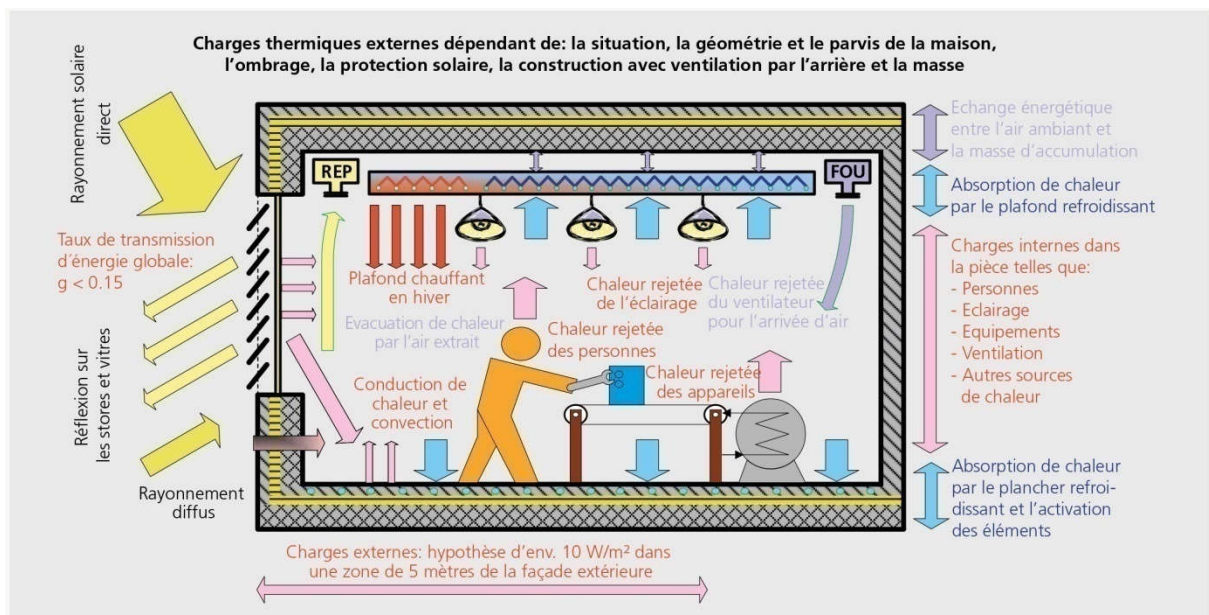 Charges thermiques externes dépendant de: la situation, la géométrie et le parvis de la maison,
l’ombrage, la protection solaire, la construction avec ventilation par l’arrière et la masse
Rayonnement solaire
direct
Taux de transmission
d´énergie globale:
g < 0.15
Réflexion sur
les stores et vitres
Rayonnement
diffus
REP
FOU
Plafond chauffant
en hiver
Evacuation de chaleur
par l’air extrait
Chaleur rejetée
de l´éclairage
Chaleur rejetée
du ventilateur
pour l’arrivée d’air
Chaleur rejetée
des personnes
Chaleur rejetée
des appareils
Conduction de
chaleur et
convection
Echange énergétique
entre l’air ambiant et
la masse d’accumulation
Absorption de chaleur
par le plafond refroidissant
Charges internes dans
la pièce telles que:
- Personnes
- Eclairage
- Equipements
- Ventilation
- Autres sources
de chaleur
Absorption de chaleur
par le plancher refroi-
dissant et l’activation
des éléments
Charges externes: hypothèse d’env. 10 W/m² dans
une zone de 5 mètres de la façade extérieure